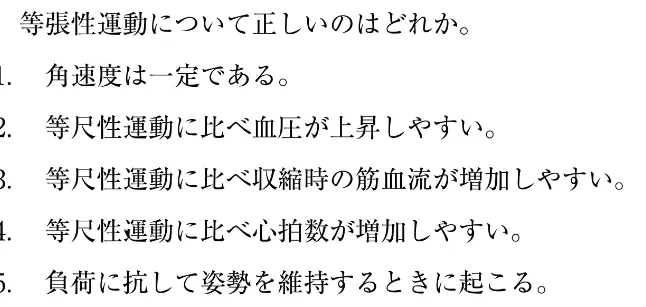 等張性運動について正しいのはどれか。
1. 角速度は一定である。
2. 等尺性運動に比べ血圧が上昇しやすい。
3. 等尺性運動に比べ収縮時の筋血流が増加しやすい。
4. 等尺性運動に比べ心拍数が増加しやすい。
5. 負荷に抗して姿勢を維持するときに起こる。